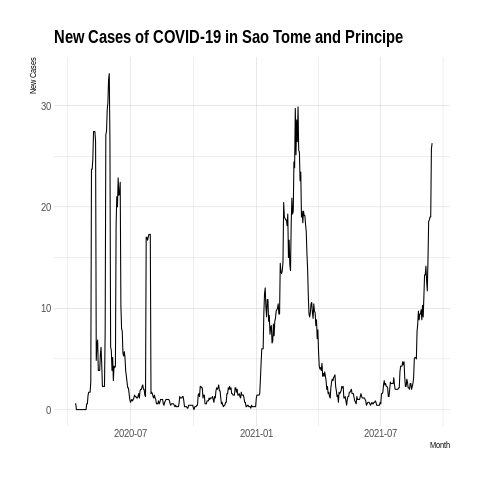 New Cases of COVID-19 in Sao Tome and Principe
New Cases
30
20
10
0
2020-07
2021-01
2021-07
Month